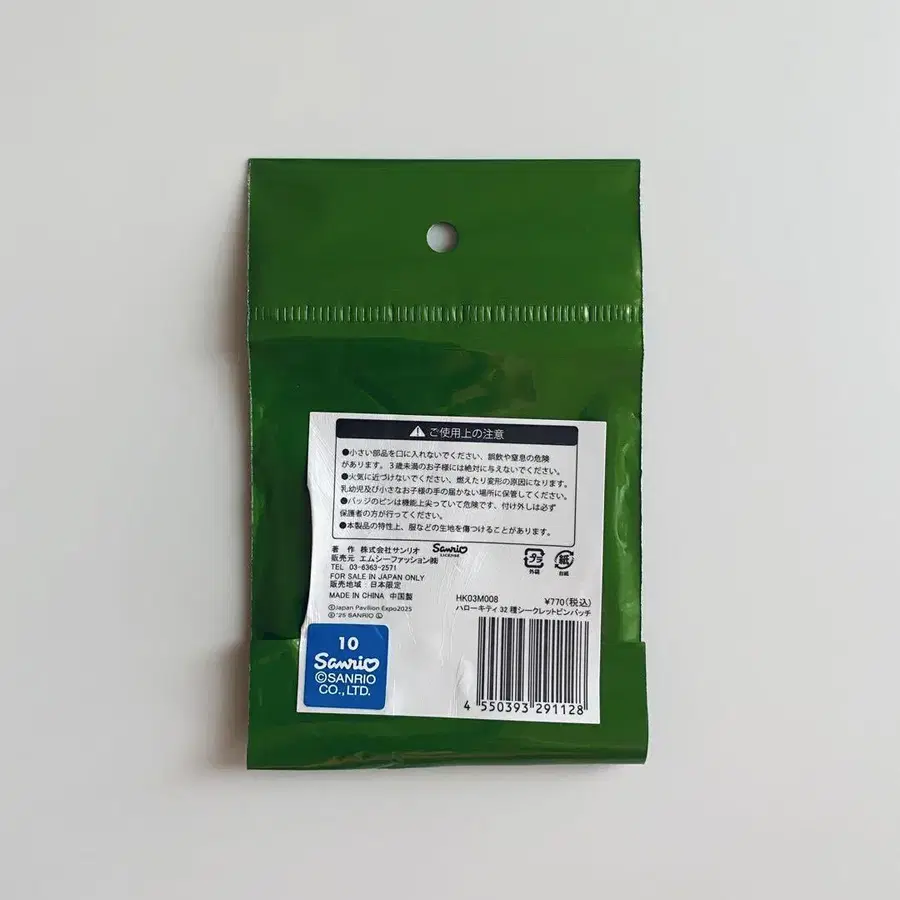 ⚠ ご使用上の注意
●小さい部品を口に入れないでください、誤飲や窒息の危険
があります。3歳未満のお子様には絶対に与えないでください。
●火気に近づけないでください、燃えたり変形の原因になります。
乳幼児及び小さなお子様の手の届かない場所に保管してください。
●バッジのピンは機能上尖っていて危険です、付け外しは必ず
保護者の方が行ってください。
●本製品の特性上、服などの生地を傷つけることがあります。
著 作 株式会社サンリオ
販売元 エムシーファッション㈱
TEL 03-6363-2571
FOR SALE IN JAPAN ONLY
販売地域：日本限定
MADE IN CHINA 中国製
©Japan Pavilion Expo2025
© '25 SANRIO Ⓛ
Sanrio
LICENSE
プラ
外袋
紙
台紙
HK03M008
¥770(税込)
ハローキティ 32 種シークレットピンバッチ
4 550393 291128
10
Sanrio
©SANRIO
CO.,LTD.